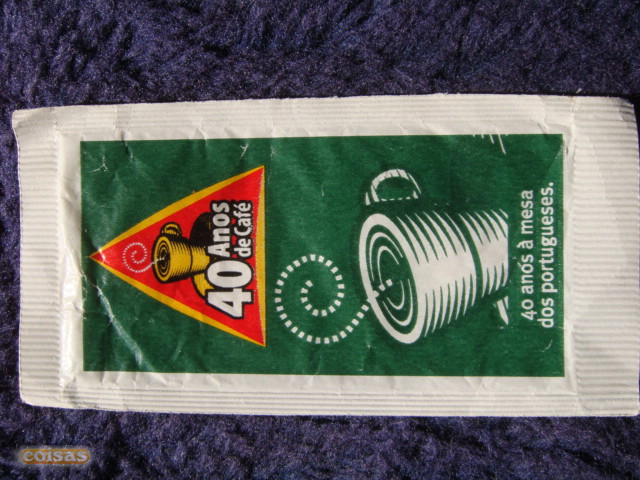 40 Anos
de Café
40 anos à mesa
dos portugueses.
coisas